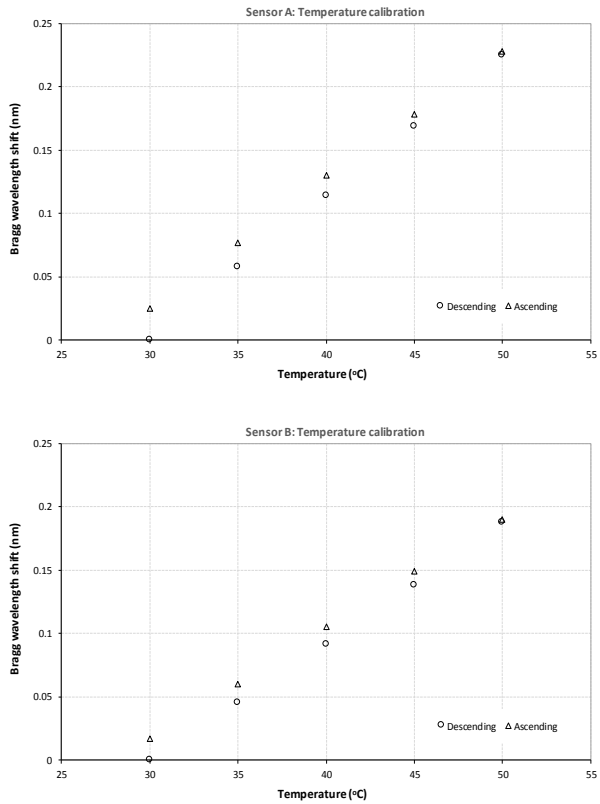 Sensor A: Temperature calibration
0.25
0.2
0.15
0.1
0.05
0
Bragg wavelength shift (nm)
Descending Ascending
25 30 35 40 45 50 55
Temperature (°C)
Sensor B: Temperature calibration
0.25
0.2
0.15
0.1
0.05
0
Bragg wavelength shift (nm)
Descending Ascending
25 30 35 40 45 50 55
Temperature (°C)